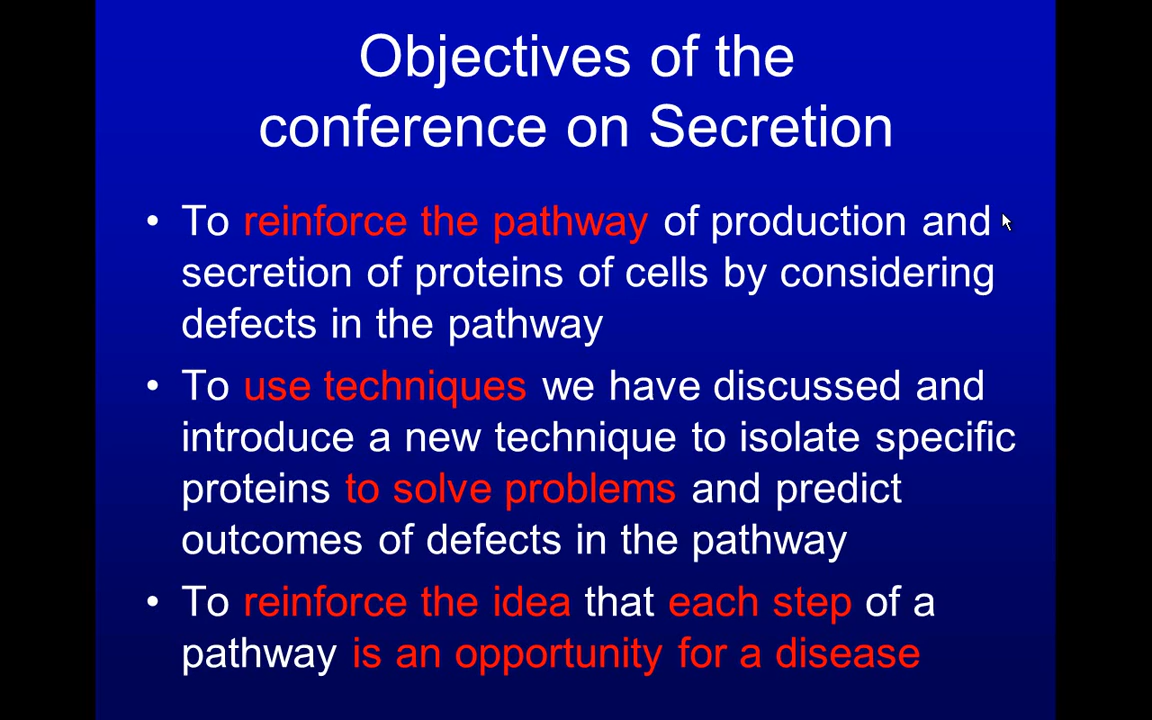 Objectives of the
conference on Secretion
• To reinforce the pathway of production and
secretion of proteins of cells by considering
defects in the pathway
• To use techniques we have discussed and
introduce a new technique to isolate specific
proteins to solve problems and predict
outcomes of defects in the pathway
• To reinforce the idea that each step of a
pathway is an opportunity for a disease